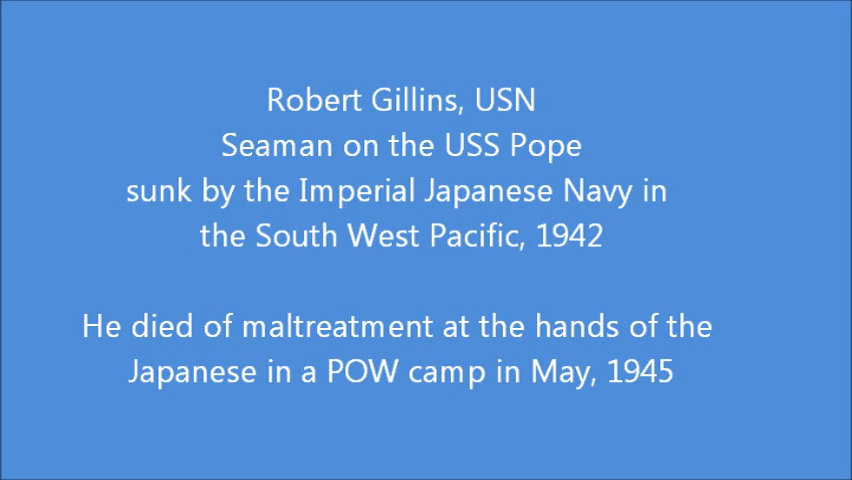 Robert Gillins, USN
Seaman on the USS Pope
sunk by the Imperial Japanese Navy in
the South West Pacific, 1942
He died of maltreatment at the hands of the
Japanese in a POW camp in May, 1945